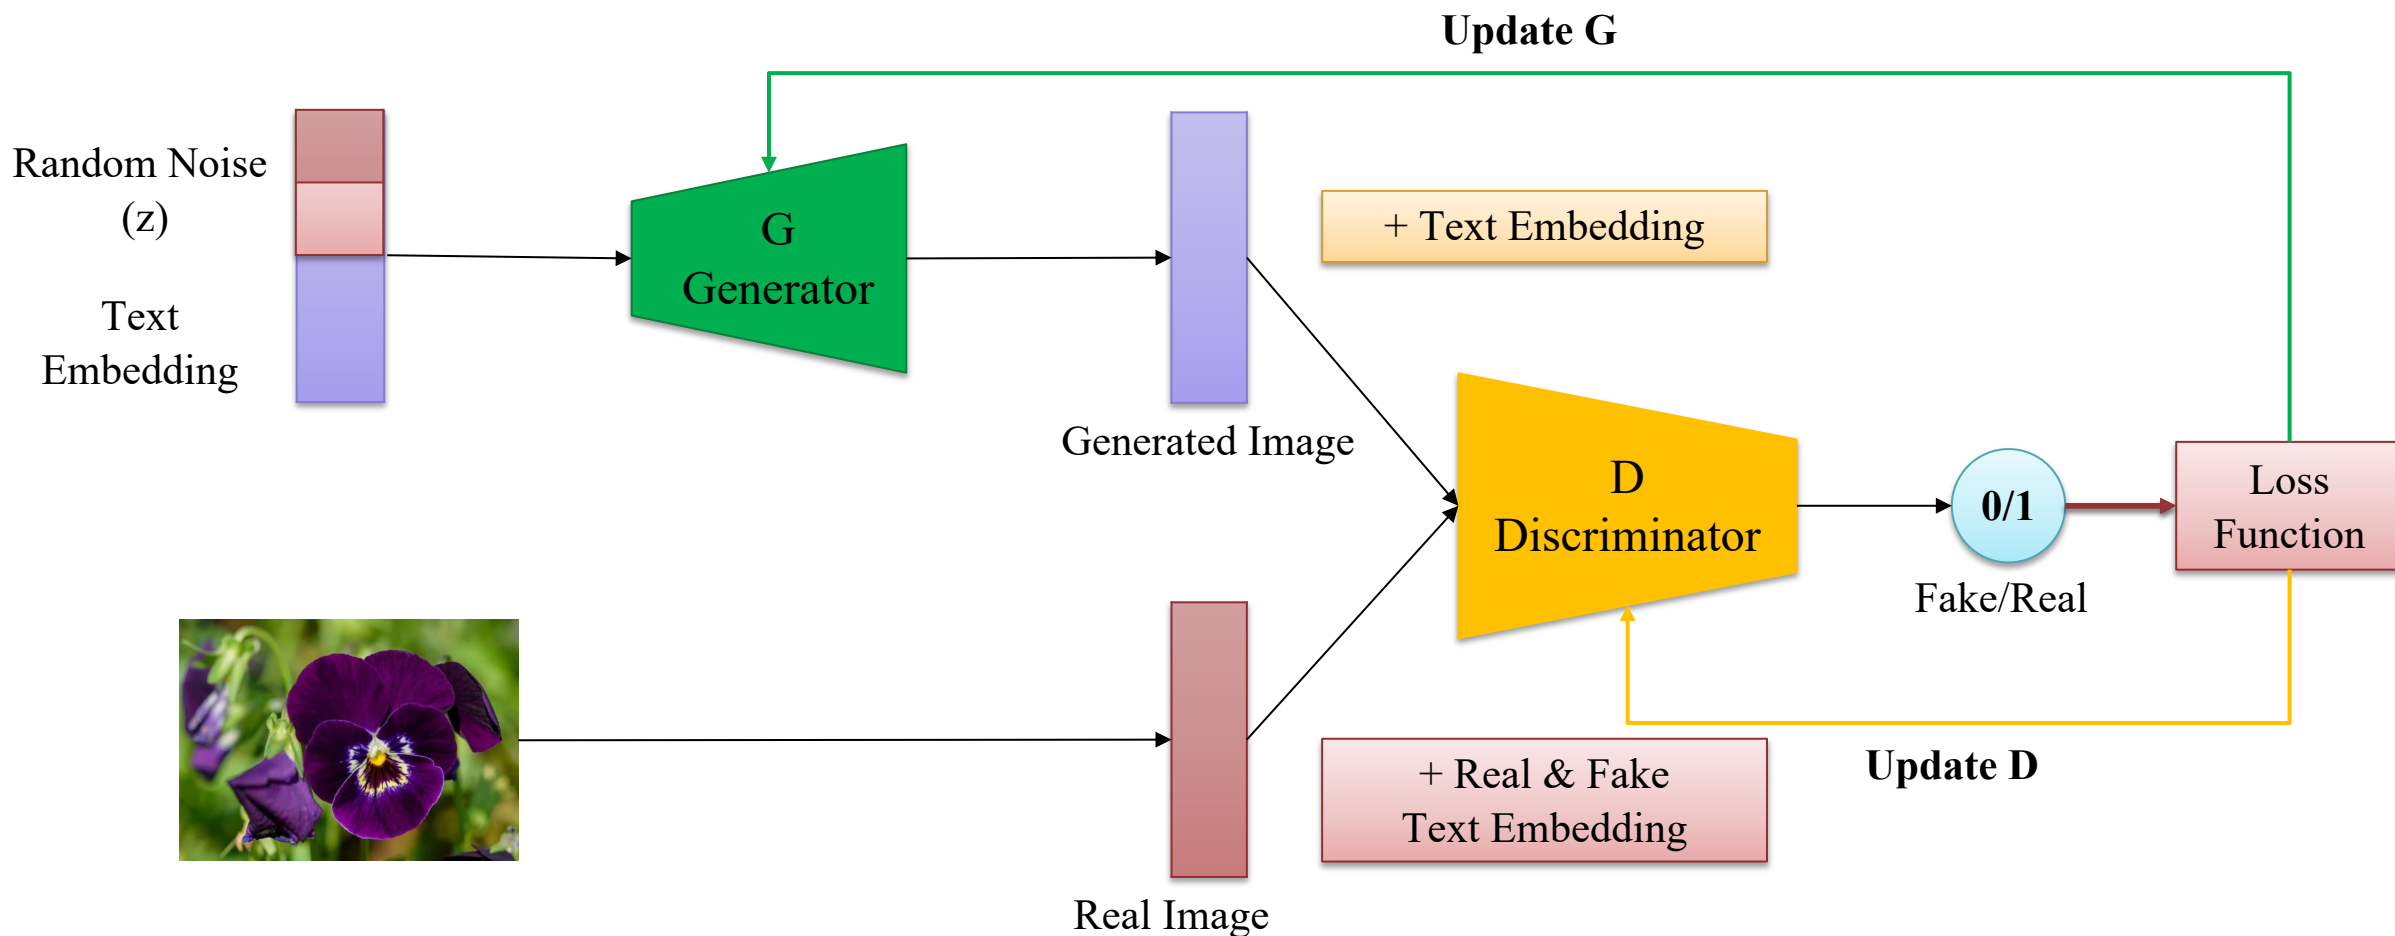 Update G
Random Noise
(z)
Text
Embedding
G
Generator
Generated Image
+ Text Embedding
D
Discriminator
0/1
Fake/Real
Loss
Function
Update D
+ Real & Fake
Text Embedding
Real Image